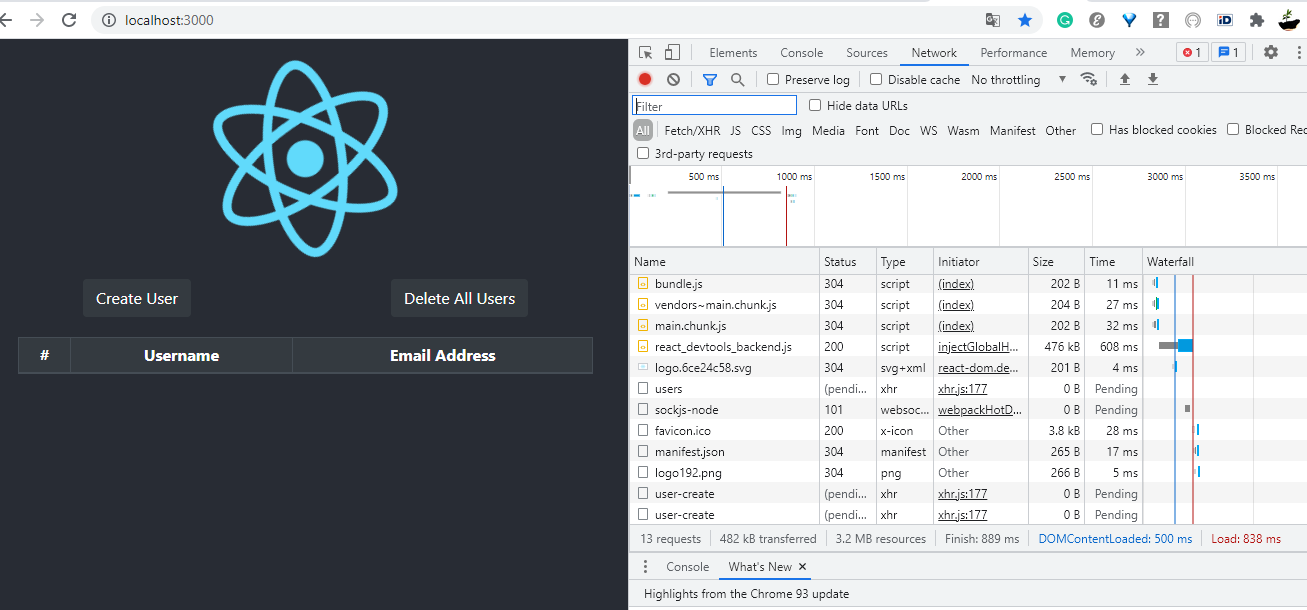 localhost:3000
Elements Console Sources Network Performance Memory » 1 1
Preserve log Disable cache No throttling
Filter Hide data URLs
All Fetch/XHR JS CSS Img Media Font Doc WS Wasm Manifest Other Has blocked cookies Blocked Rec
3rd-party requests
500 ms 1000 ms 1500 ms 2000 ms 2500 ms 3000 ms 3500 ms
Name Status Type Initiator Size Time Waterfall
bundle.js 304 script (index) 202 B 11 ms
vendors~main.chunk.js 304 script (index) 204 B 27 ms
main.chunk.js 304 script (index) 202 B 32 ms
react_devtools_backend.js 200 script injectGlobalH... 476 kB 608 ms
logo.6ce24c58.svg 304 svg+xml react-dom.de... 201 B 4 ms
users (pendi... xhr xhr.js:177 0 B Pending
sockjs-node 101 websoc... webpackHotD... 0 B Pending
favicon.ico 200 x-icon Other 3.8 kB 28 ms
manifest.json 304 manifest Other 265 B 17 ms
logo192.png 304 png Other 266 B 5 ms
user-create (pendi... xhr xhr.js:177 0 B Pending
user-create (pendi... xhr xhr.js:177 0 B Pending
13 requests 482 kB transferred 3.2 MB resources Finish: 889 ms DOMContentLoaded: 500 ms Load: 838 ms
Console What's New ×
Highlights from the Chrome 93 update
Create User Delete All Users
# Username Email Address